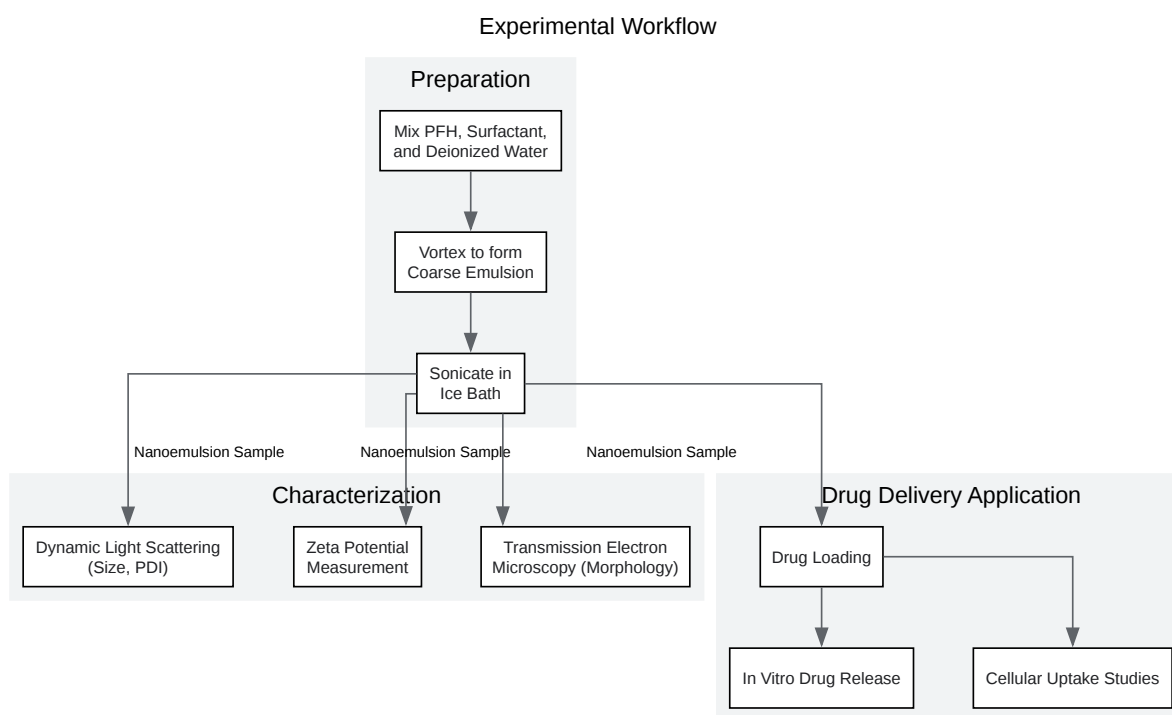 Experimental Workflow
Preparation
Mix PFH, Surfactant,
and Deionized Water
Vortex to form
Coarse Emulsion
Sonicate in
Ice Bath
Nanoemulsion Sample
Nanoemulsion Sample
Nanoemulsion Sample
Characterization
Dynamic Light Scattering
(Size, PDI)
Zeta Potential
Measurement
Transmission Electron
Microscopy (Morphology)
Drug Delivery Application
Drug Loading
In Vitro Drug Release
Cellular Uptake Studies